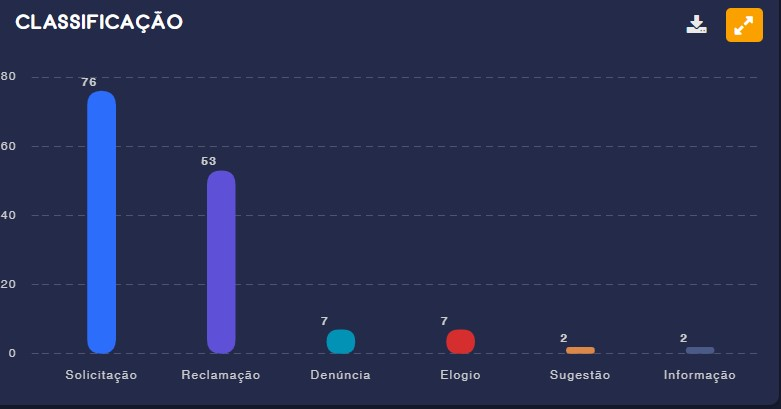 CLASSIFICAÇÃO
80
76
60
53
40
20
7
7
2
2
0
Solicitação
Reclamação
Denúncia
Elogio
Sugestão
Informação